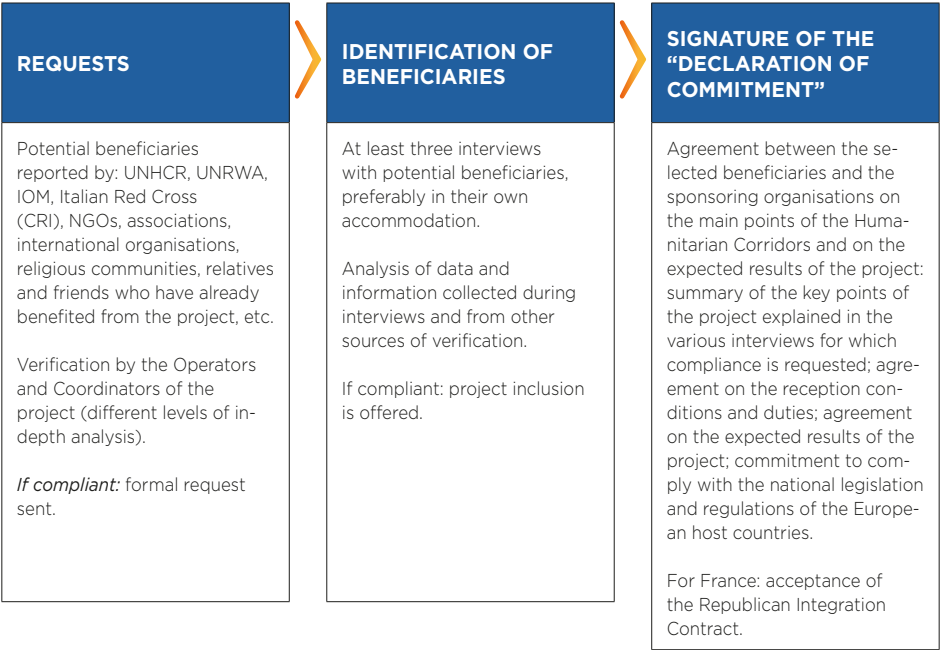 REQUESTS
Potential beneficiaries
reported by: UNHCR, UNRWA,
IOM, Italian Red Cross
(CRI), NGOs, associations,
international organisations,
religious communities, relatives
and friends who have already
benefited from the project, etc.
Verification by the Operators
and Coordinators of the
project (different levels of in-
depth analysis).
If compliant: formal request
sent.
IDENTIFICATION OF
BENEFICIARIES
At least three interviews
with potential beneficiaries,
preferably in their own
accommodation.
Analysis of data and
information collected during
interviews and from other
sources of verification.
If compliant: project inclusion
is offered.
SIGNATURE OF THE
“DECLARATION OF
COMMITMENT”
Agreement between the se-
lected beneficiaries and the
sponsoring organisations on
the main points of the Huma-
nitarian Corridors and on the
expected results of the project:
summary of the key points of
the project explained in the
various interviews for which
compliance is requested; agre-
ement on the reception con-
ditions and duties; agreement
on the expected results of the
project; commitment to com-
ply with the national legislation
and regulations of the Europe-
an host countries.
For France: acceptance of
the Republican Integration
Contract.